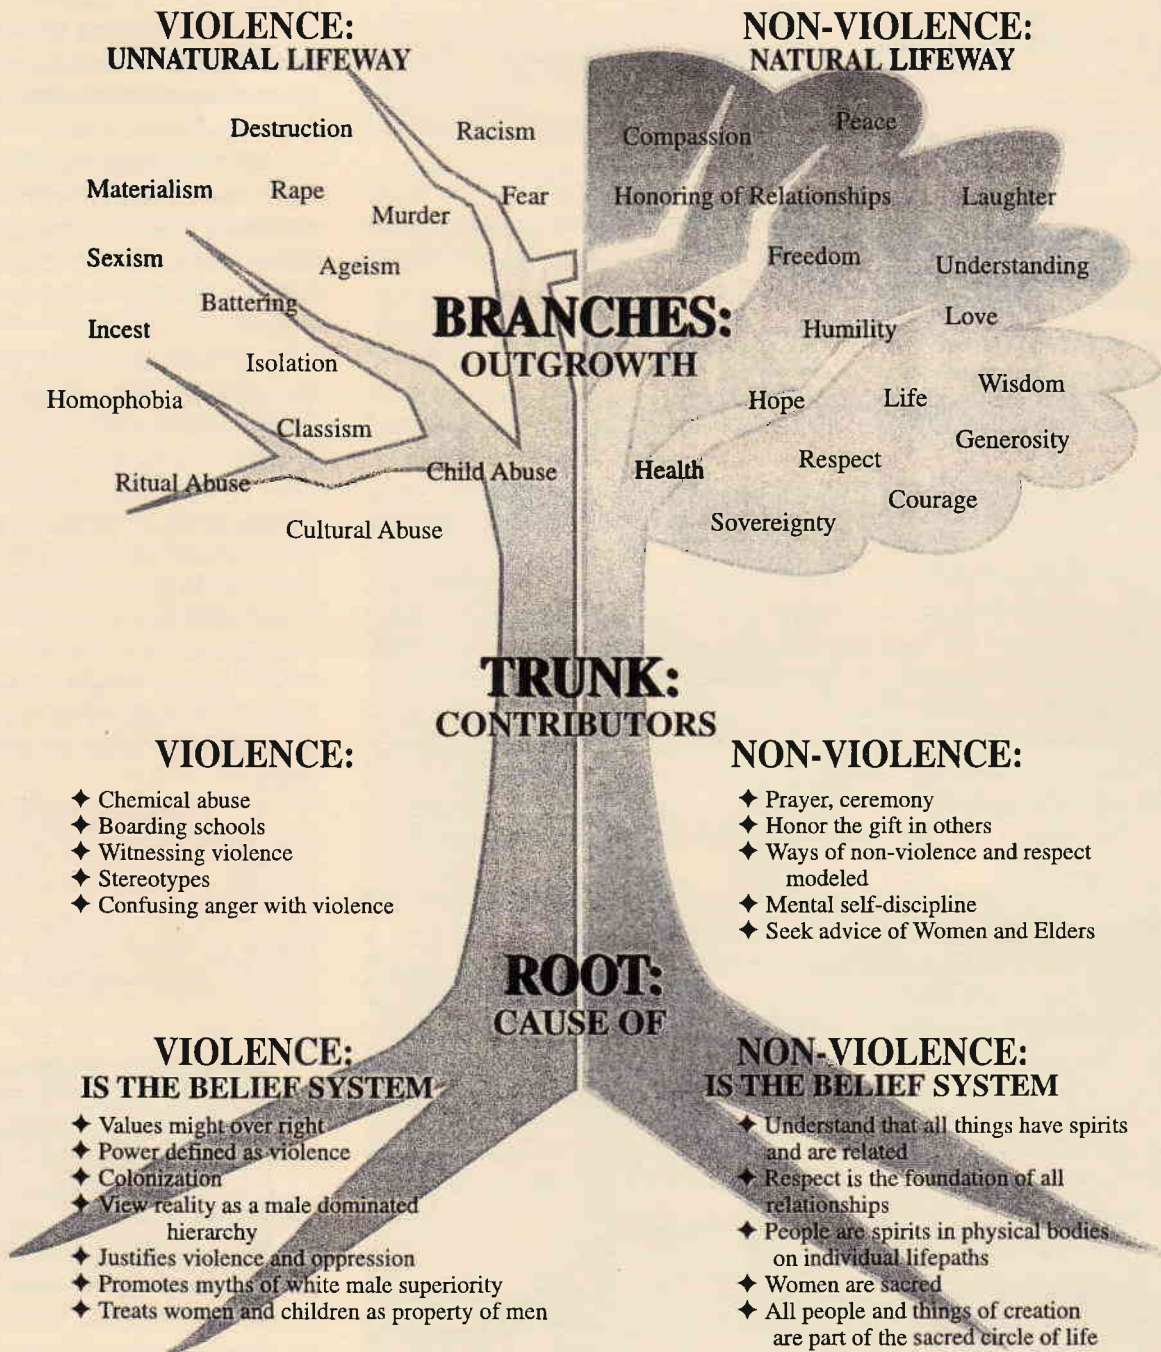 VIOLENCE:
UNNATURAL LIFEWAY
NON-VIOLENCE:
NATURAL LIFEWAY
Destruction
Racism
Materialism
Rape
Murder
Fear
Sexism
Ageism
Battering
Incest
Isolation
Homophobia
Classism
Ritual Abuse
Child Abuse
Cultural Abuse
Compassion
Peace
Honoring of Relationships
Laughter
Freedom
Understanding
Humility
Love
Wisdom
Hope
Life
Generosity
Health
Respect
Courage
Sovereignty
BRANCHES:
OUTGROWTH
TRUNK:
CONTRIBUTORS
VIOLENCE:
✦ Chemical abuse
✦ Boarding schools
✦ Witnessing violence
✦ Stereotypes
✦ Confusing anger with violence
NON-VIOLENCE:
✦ Prayer, ceremony
✦ Honor the gift in others
✦ Ways of non-violence and respect
modeled
✦ Mental self-discipline
✦ Seek advice of Women and Elders
ROOT:
CAUSE OF
VIOLENCE:
IS THE BELIEF SYSTEM
✦ Values might over right
✦ Power defined as violence
✦ Colonization
✦ View reality as a male dominated
hierarchy
✦ Justifies violence and oppression
✦ Promotes myths of white male superiority
✦ Treats women and children as property of men
NON-VIOLENCE:
IS THE BELIEF SYSTEM
✦ Understand that all things have spirits
and are related
✦ Respect is the foundation of all
relationships
✦ People are spirits in physical bodies
on individual lifepaths
✦ Women are sacred
✦ All people and things of creation
are part of the sacred circle of life